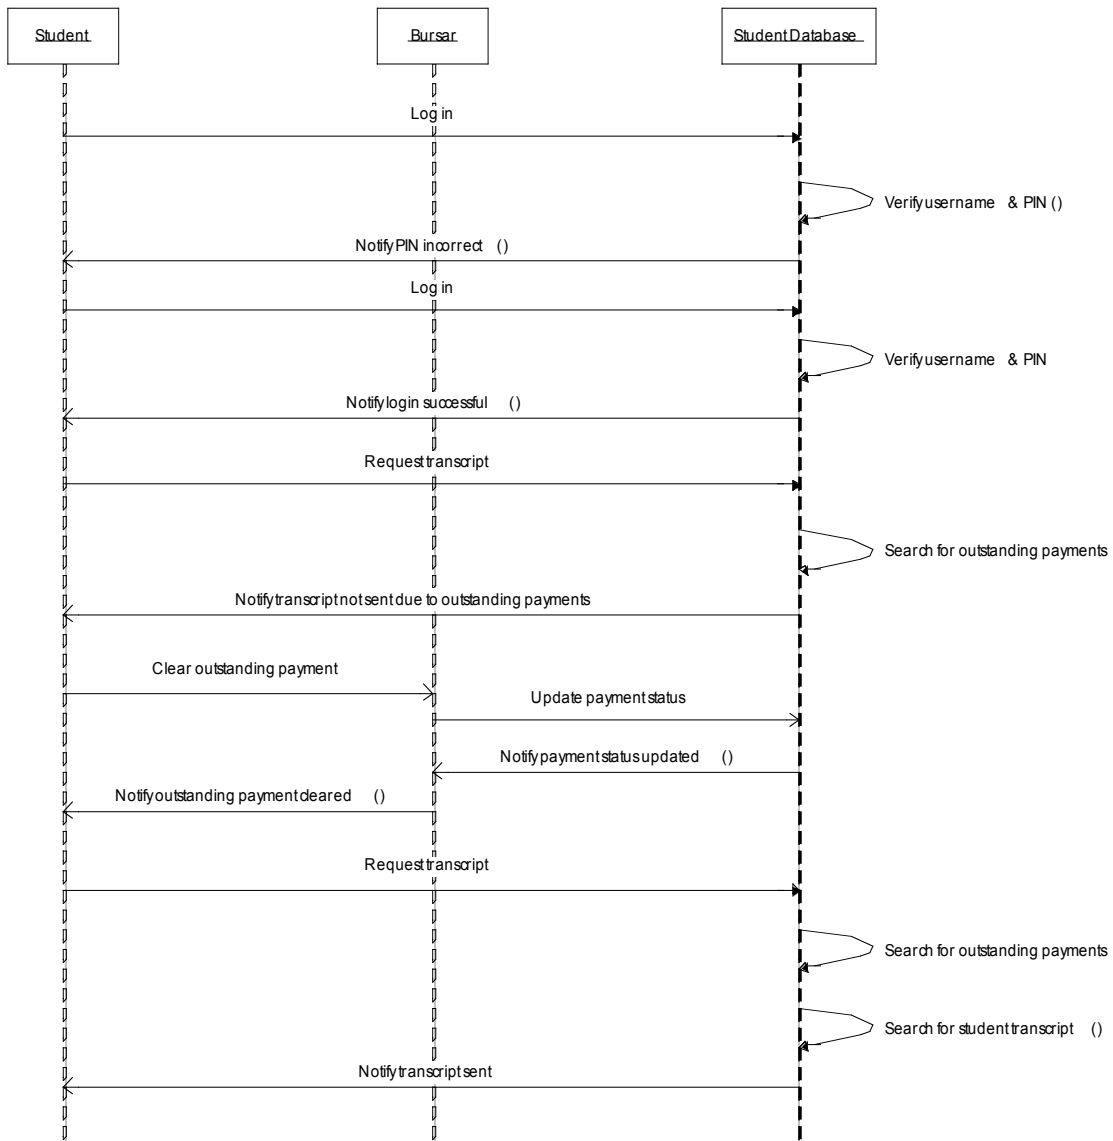 Student
Bursar
Student Database
Log in
Verify username & PIN ()
Notify PIN incorrect ()
Log in
Verify username & PIN
Notify login successful ()
Request transcript
Search for outstanding payments
Notify transcript not sent due to outstanding payments
Clear outstanding payment
Update payment status
Notify payment status updated ()
Notify outstanding payment cleared ()
Request transcript
Search for outstanding payments
Search for student transcript ()
Notify transcript sent